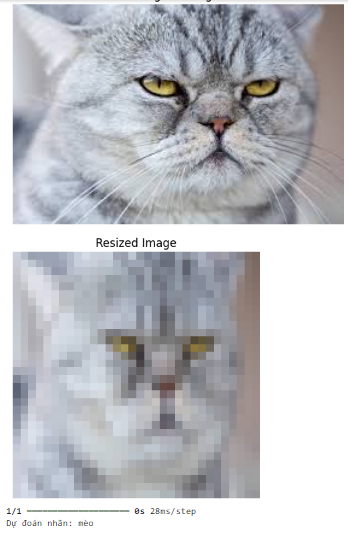 Resized Image
1/1 ━━━━━━━━━━━━━━━━━━━━ 0s 28ms/step
Dự đoán nhãn: mèo